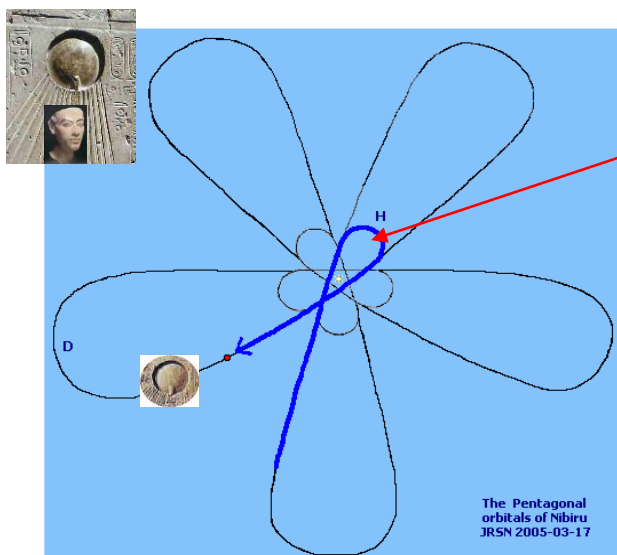 H
D
The Pentagonal
orbitals of Nibiru
JRSN 2005-03-17